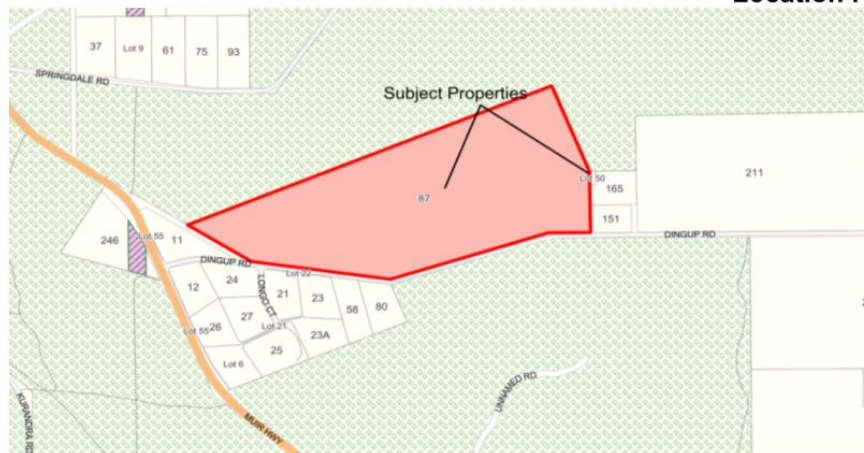 37
Lot 9
61
75
93
SPRINGDALE RD
Subject Properties
87
Lot 50
165
211
151
DINGUP RD
246
Lot 55
11
DINGUP RD
Lot 22
12
24
LONGO CT
21
23
58
80
27
Lot 21
Lot 55
26
23A
25
Lot 6
UNNAMED RD
KURANDRA RD
MUIR HWY